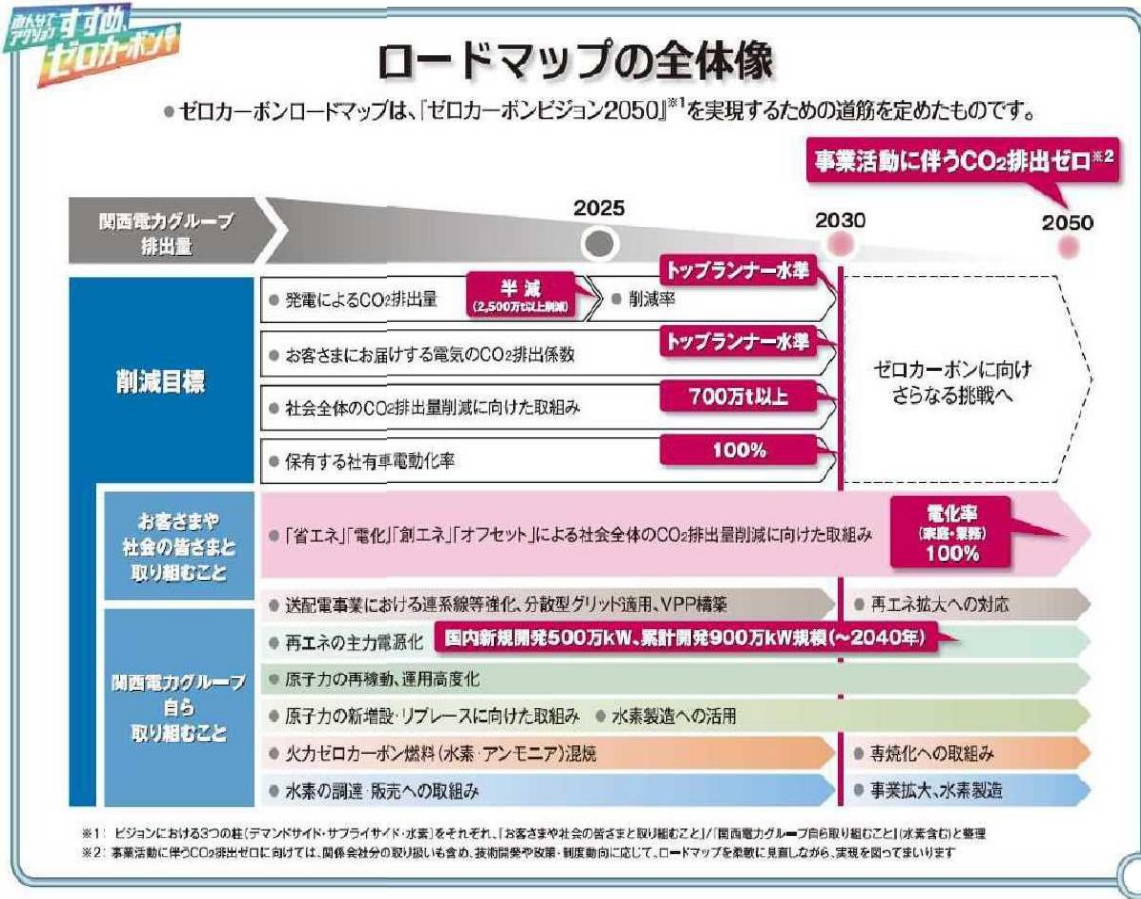 みんなで
アクション
すすめ、
ゼロカーボン
ロードマップの全体像
● ゼロカーボンロードマップは、「ゼロカーボンビジョン2050」※1を実現するための道筋を定めたものです。
事業活動に伴うCO2排出ゼロ※2
関西電力グループ
排出量
2025
2030
2050
削減目標
● 発電によるCO2排出量
半減
(2,500万t以上削減)
● 削減率
トップランナー水準
● お客さまにお届けする電気のCO2排出係数
トップランナー水準
● 社会全体のCO2排出量削減に向けた取組み
700万t以上
● 保有する社有車電動化率
100%
ゼロカーボンに向け
さらなる挑戦へ
お客さまや
社会の皆さまと
取り組むこと
● 「省エネ」「電化」「創エネ」「オフセット」による社会全体のCO2排出量削減に向けた取組み
電化率
(家庭・業務)
100%
関西電力グループ
自ら
取り組むこと
● 送配電事業における連系線等強化、分散型グリッド適用、VPP構築
● 再エネ拡大への対応
● 再エネの主力電源化
国内新規開発500万kW、累計開発900万kW規模(~2040年)
● 原子力の再稼動、運用高度化
● 原子力の新増設・リプレースに向けた取組み ● 水素製造への活用
● 火力ゼロカーボン燃料(水素・アンモニア)混焼
● 専焼化への取組み
● 水素の調達・販売への取組み
● 事業拡大、水素製造
※1: ビジョンにおける3つの柱(デマンドサイド・サプライサイド・水素)をそれぞれ、「お客さまや社会の皆さまと取り組むこと」/「関西電力グループ自ら取り組むこと」(水素含む)と整理
※2: 事業活動に伴うCO2排出ゼロに向けては、関係会社分の取り扱いも含め、技術開発や政策・制度動向に応じて、ロードマップを柔軟に見直しながら、実現を図ってまいります